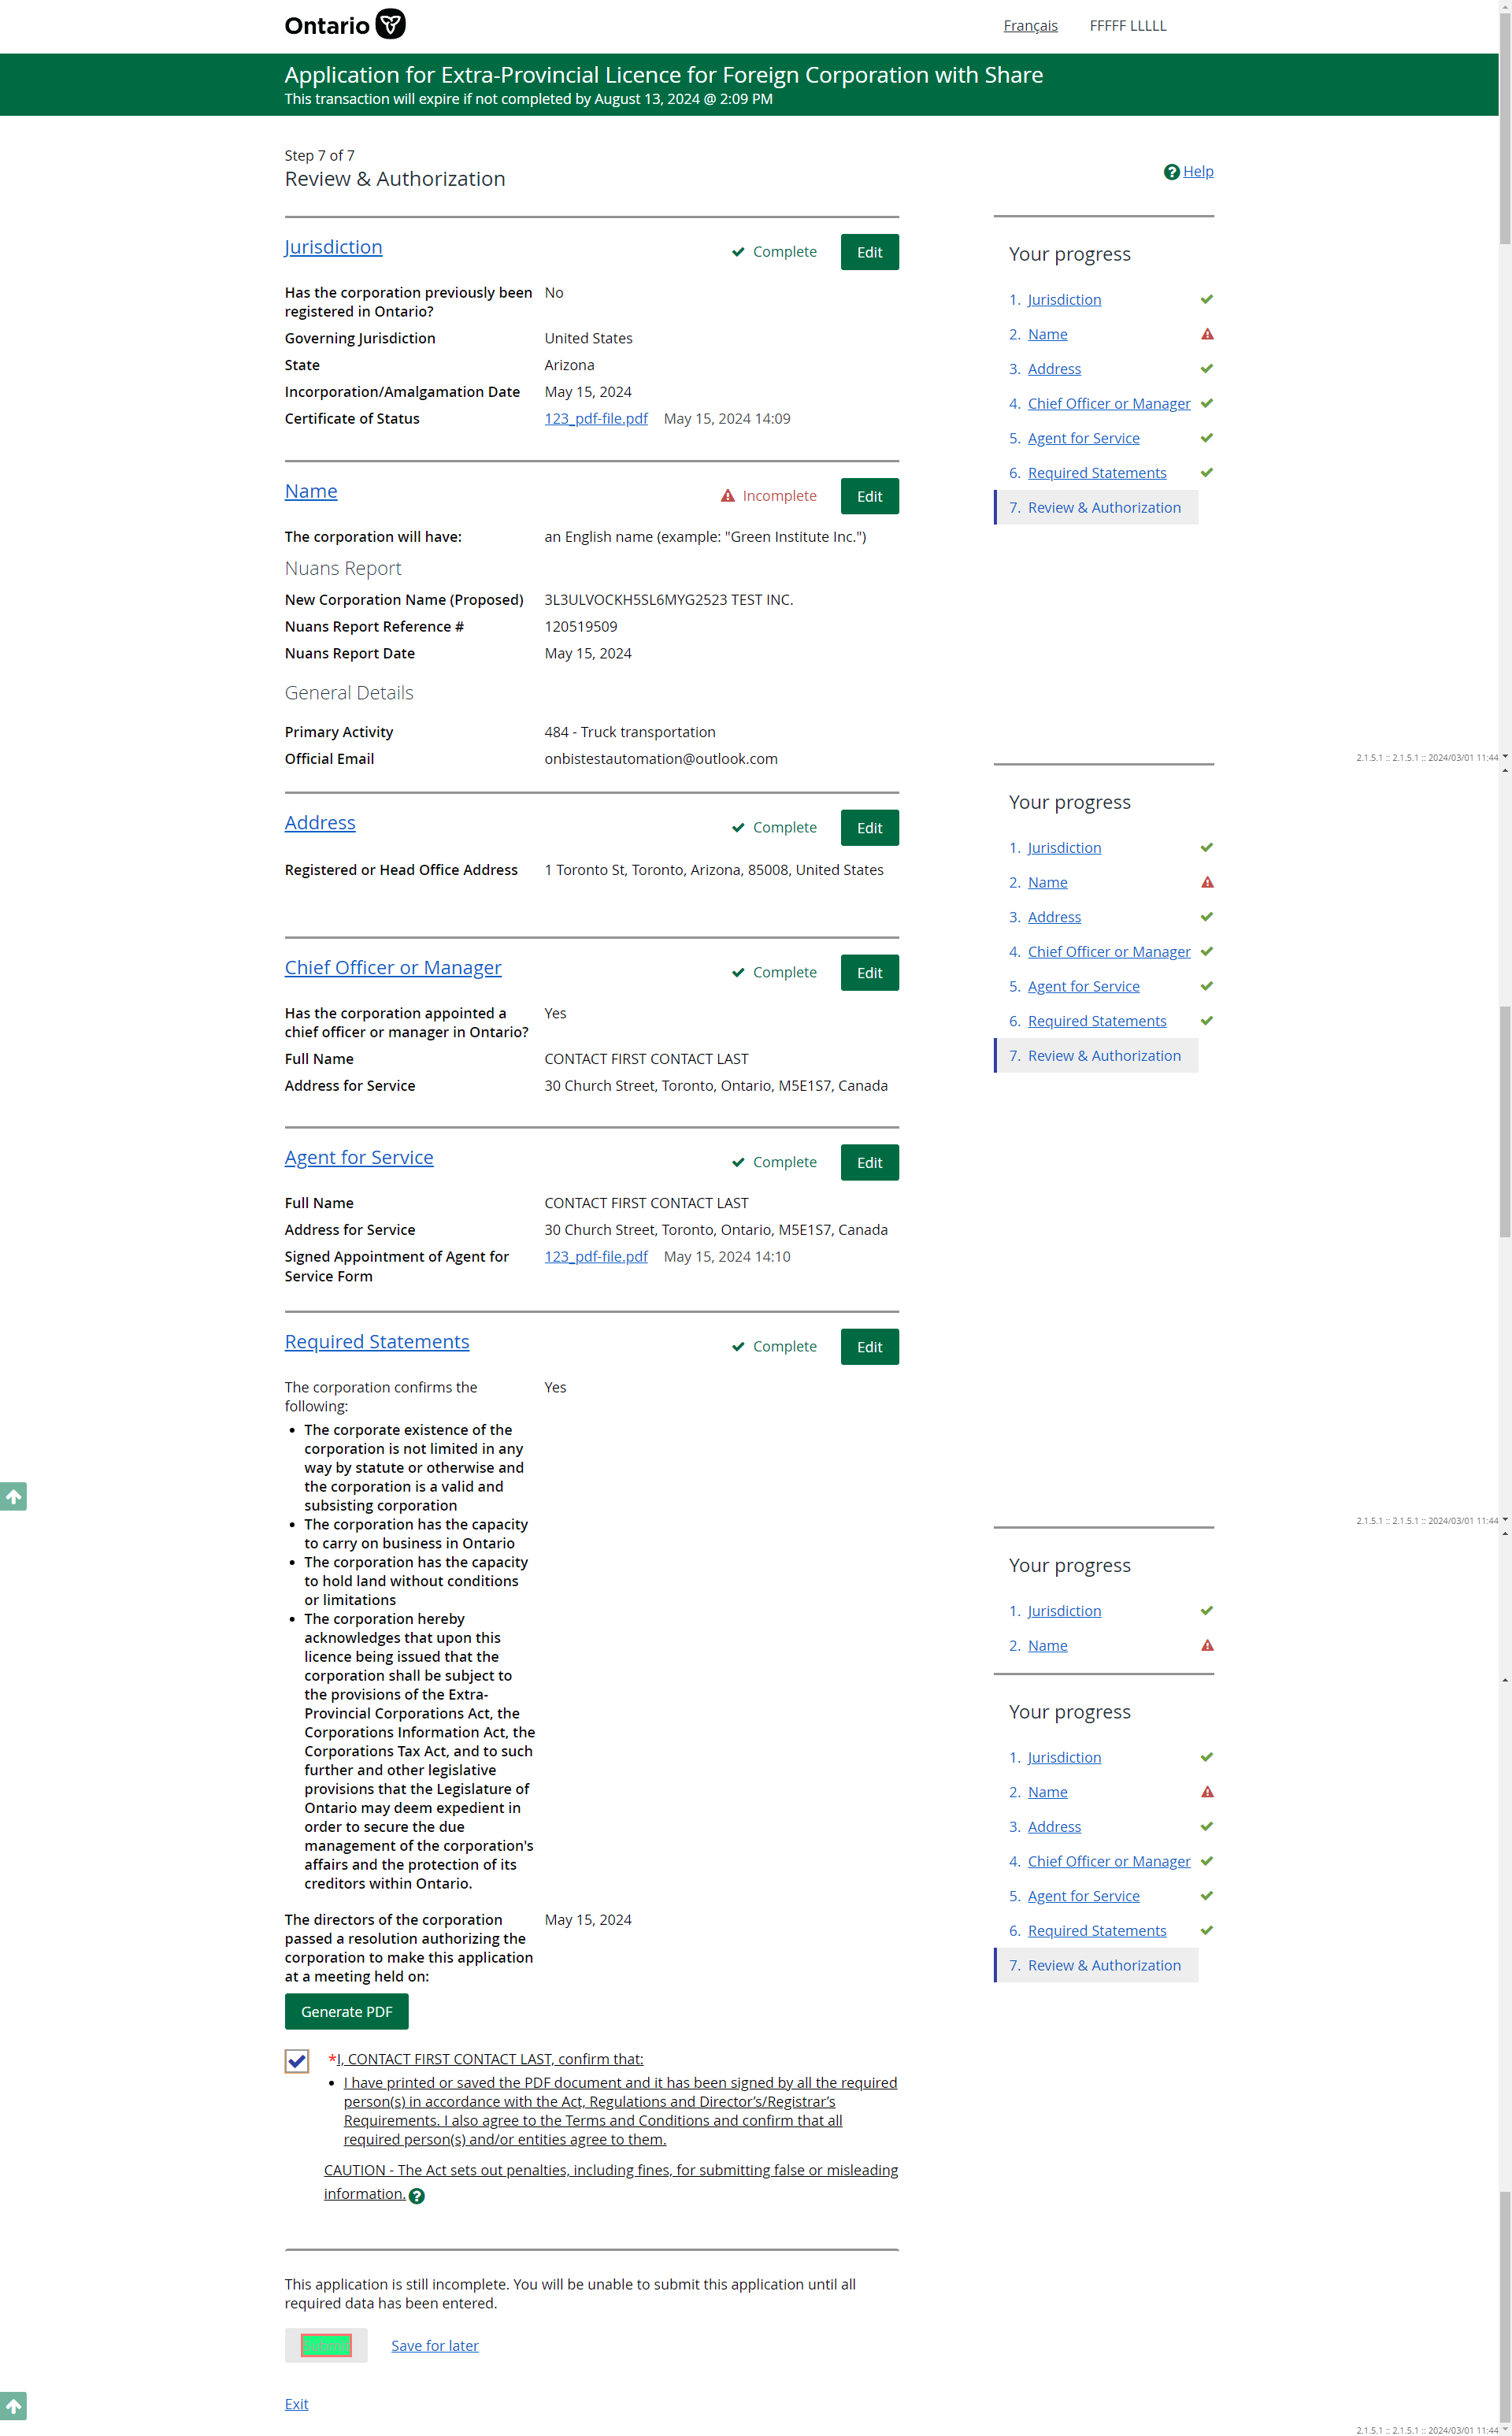 Ontario
Français FFFFF LLLLL
Application for Extra-Provincial Licence for Foreign Corporation with Share
This transaction will expire if not completed by August 13, 2024 @ 2:09 PM
Step 7 of 7
Review & Authorization
Help
Jurisdiction
Complete Edit
Has the corporation previously been No
registered in Ontario?
Governing Jurisdiction United States
State Arizona
Incorporation/Amalgamation Date May 15, 2024
Certificate of Status 123_pdf-file.pdf May 15, 2024 14:09
Your progress
1. Jurisdiction
2. Name
3. Address
4. Chief Officer or Manager
5. Agent for Service
6. Required Statements
7. Review & Authorization
Name
Incomplete Edit
The corporation will have: an English name (example: "Green Institute Inc.")
Nuans Report
New Corporation Name (Proposed) 3L3ULVOCKH5SL6MYG2523 TEST INC.
Nuans Report Reference # 120519509
Nuans Report Date May 15, 2024
General Details
Primary Activity 484 - Truck transportation
Official Email onbistestautomation@outlook.com
2.1.5.1 :: 2.1.5.1 :: 2024/03/01 11:44
Address
Complete Edit
Registered or Head Office Address 1 Toronto St, Toronto, Arizona, 85008, United States
Your progress
1. Jurisdiction
2. Name
3. Address
4. Chief Officer or Manager
5. Agent for Service
6. Required Statements
7. Review & Authorization
Chief Officer or Manager
Complete Edit
Has the corporation appointed a Yes
chief officer or manager in Ontario?
Full Name CONTACT FIRST CONTACT LAST
Address for Service 30 Church Street, Toronto, Ontario, M5E1S7, Canada
Agent for Service
Complete Edit
Full Name CONTACT FIRST CONTACT LAST
Address for Service 30 Church Street, Toronto, Ontario, M5E1S7, Canada
Signed Appointment of Agent for 123_pdf-file.pdf May 15, 2024 14:10
Service Form
Required Statements
Complete Edit
The corporation confirms the Yes
following:
• The corporate existence of the
corporation is not limited in any
way by statute or otherwise and
the corporation is a valid and
subsisting corporation
• The corporation has the capacity
to carry on business in Ontario
• The corporation has the capacity
to hold land without conditions
or limitations
• The corporation hereby
acknowledges that upon this
licence being issued that the
corporation shall be subject to
the provisions of the Extra-
Provincial Corporations Act, the
Corporations Information Act, the
Corporations Tax Act, and to such
further and other legislative
provisions that the Legislature of
Ontario may deem expedient in
order to secure the due
management of the corporation's
affairs and the protection of its
creditors within Ontario.
2.1.5.1 :: 2.1.5.1 :: 2024/03/01 11:44
Your progress
1. Jurisdiction
2. Name
Your progress
1. Jurisdiction
2. Name
3. Address
4. Chief Officer or Manager
5. Agent for Service
6. Required Statements
7. Review & Authorization
The directors of the corporation May 15, 2024
passed a resolution authorizing the
corporation to make this application
at a meeting held on:
Generate PDF
*I, CONTACT FIRST CONTACT LAST, confirm that:
• I have printed or saved the PDF document and it has been signed by all the required
person(s) in accordance with the Act, Regulations and Director's/Registrar's
Requirements. I also agree to the Terms and Conditions and confirm that all
required person(s) and/or entities agree to them.
CAUTION - The Act sets out penalties, including fines, for submitting false or misleading
information.
This application is still incomplete. You will be unable to submit this application until all
required data has been entered.
Save for later
Exit
2.1.5.1 :: 2.1.5.1 :: 2024/03/01 11:44